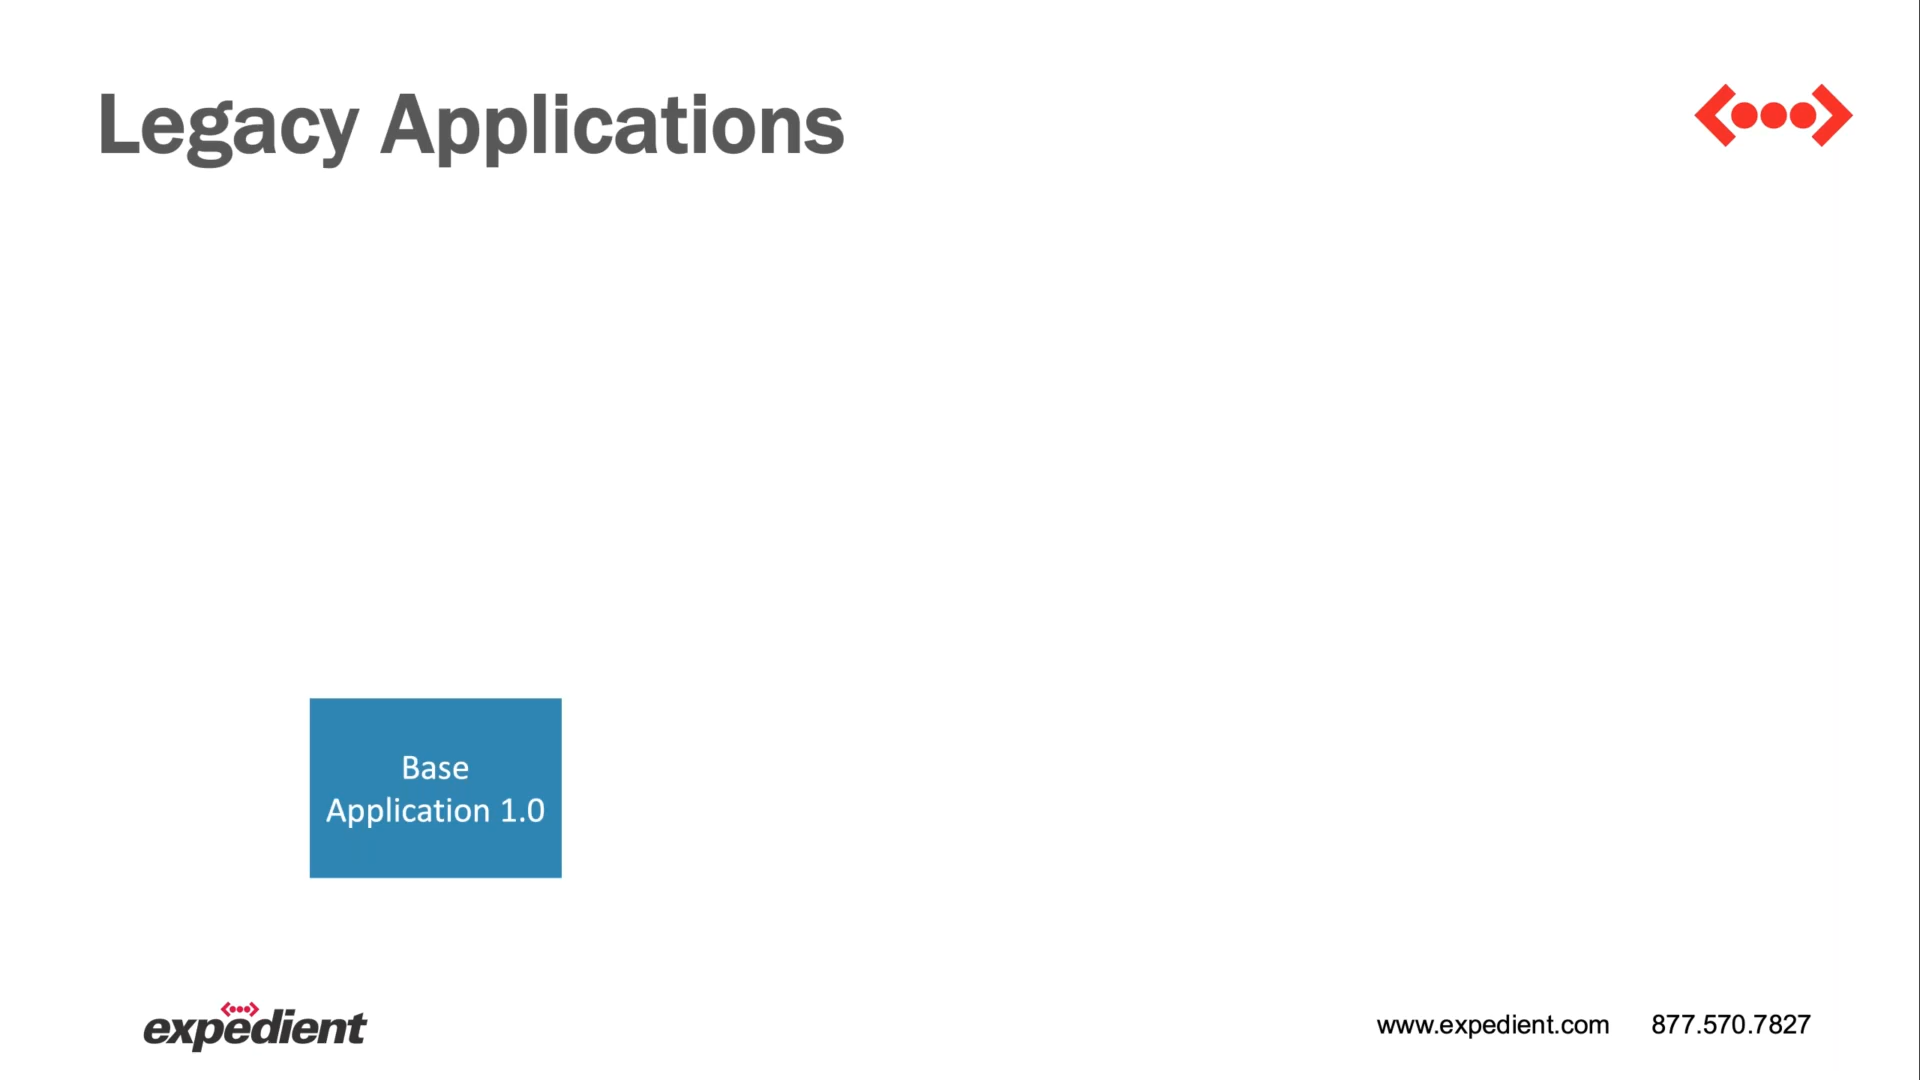 Legacy Applications
Base
Application 1.0
expedient
www.expedient.com 877.570.7827